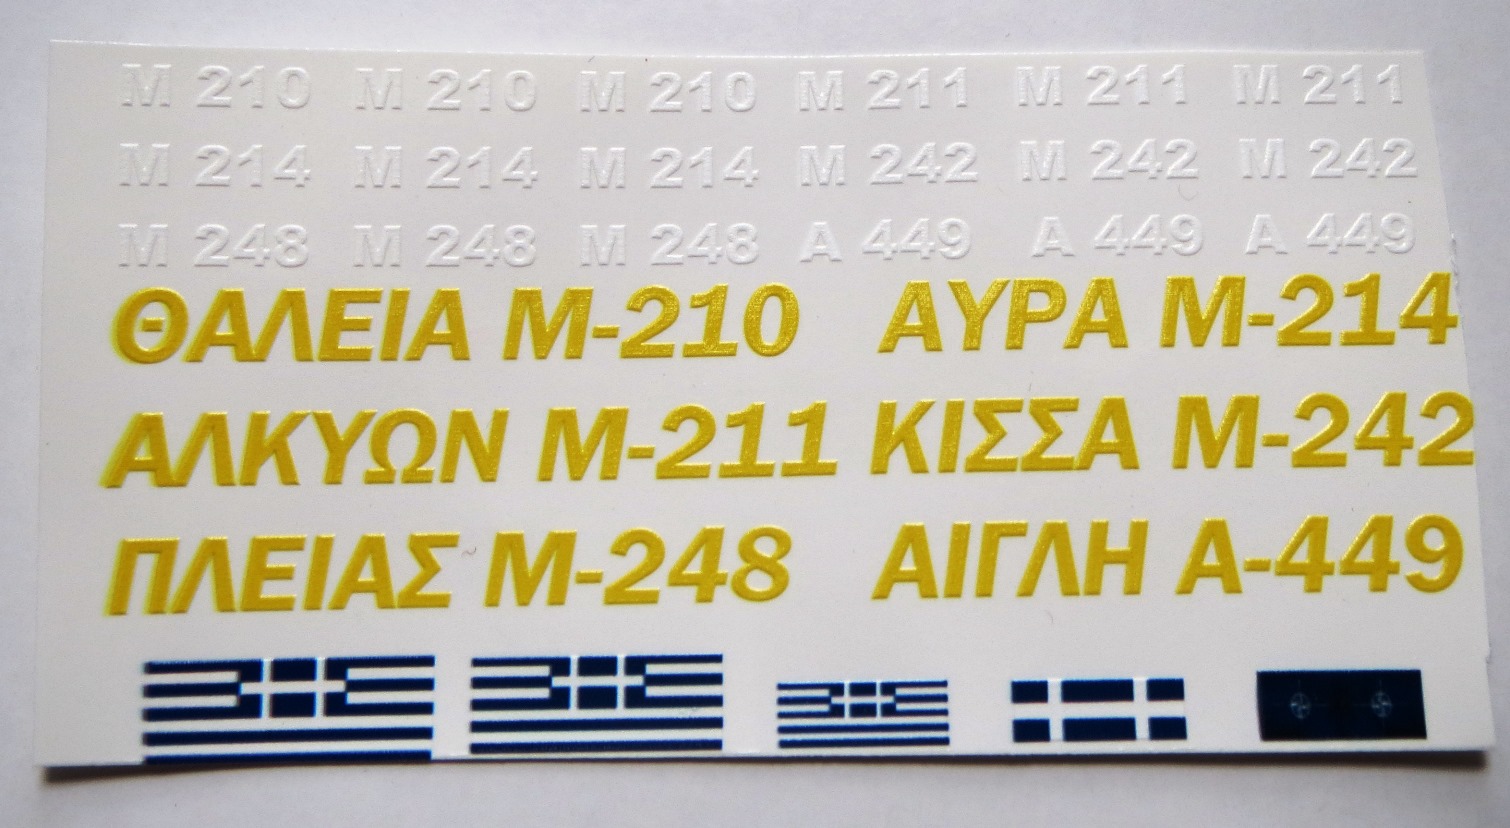 M 210 M 210 M 210 M 211 M 211 M 211
M 214 M 214 M 214 M 242 M 242 M 242
M 248 M 248 M 248 A 449 A 449 A 449
ΘΑΛΕΙΑ Μ-210 ΑΥΡΑ Μ-214
ΑΛΚΥΩΝ Μ-211 ΚΙΣΣΑ Μ-242
ΠΛΕΙΑΣ Μ-248 ΑΙΓΛΗ Α-449